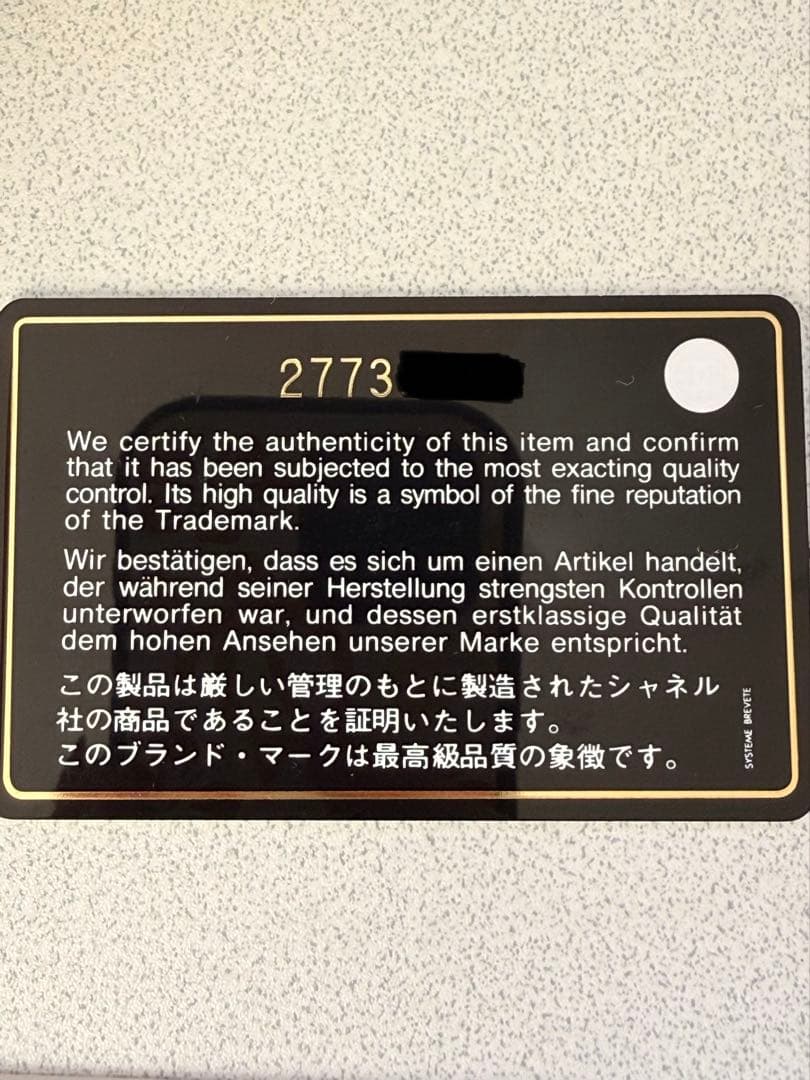 2773
We certify the authenticity of this item and confirm
that it has been subjected to the most exacting quality
control. Its high quality is a symbol of the fine reputation
of the Trademark.
Wir bestätigen, dass es sich um einen Artikel handelt,
der während seiner Herstellung strengsten Kontrollen
unterworfen war, und dessen erstklassige Qualität
dem hohen Ansehen unserer Marke entspricht.
この製品は厳しい管理のもとに製造されたシャネル
社の商品であることを証明いたします。
このブランド・マークは最高級品質の象徴です。
SYSTEME BREVETE